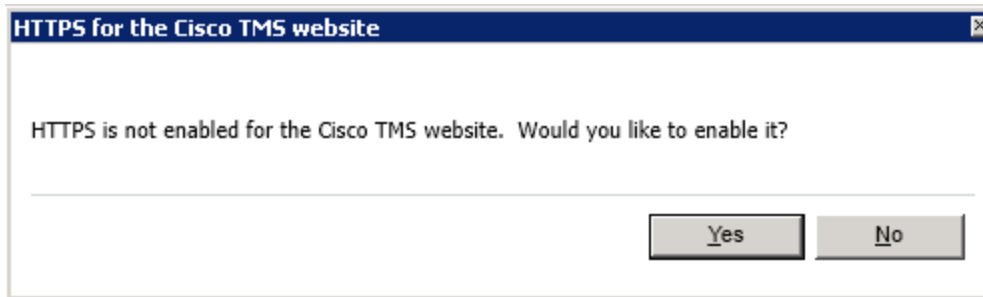 HTTPS for the Cisco TMS website
HTTPS is not enabled for the Cisco TMS website.  Would you like to enable it?
Yes
No